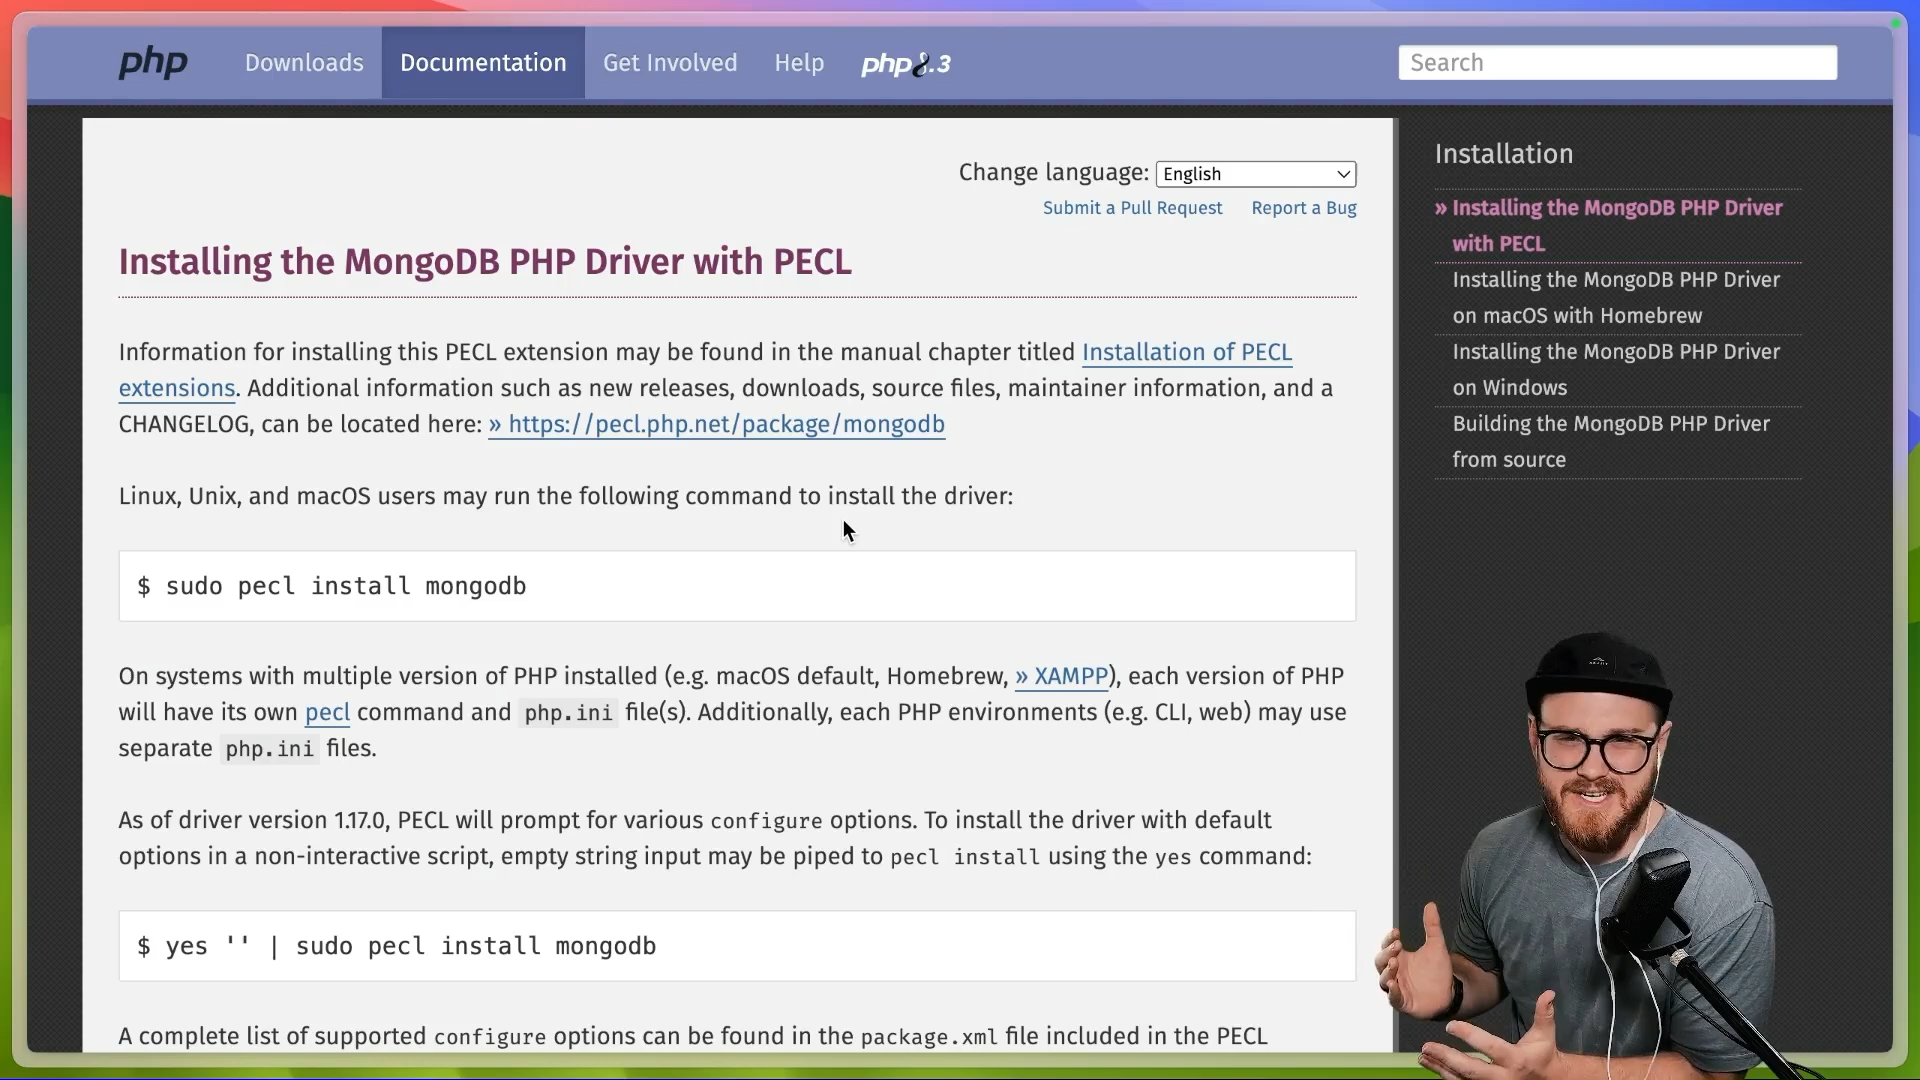 php Downloads Documentation Get Involved Help php8.3 Search
Change language: English
Submit a Pull Request Report a Bug
Installing the MongoDB PHP Driver with PECL
Information for installing this PECL extension may be found in the manual chapter titled Installation of PECL
extensions. Additional information such as new releases, downloads, source files, maintainer information, and a
CHANGELOG, can be located here: » https://pecl.php.net/package/mongodb
Linux, Unix, and macOS users may run the following command to install the driver:
$ sudo pecl install mongodb
On systems with multiple version of PHP installed (e.g. macOS default, Homebrew, » XAMPP), each version of PHP
will have its own pecl command and php.ini file(s). Additionally, each PHP environments (e.g. CLI, web) may use
separate php.ini files.
As of driver version 1.17.0, PECL will prompt for various configure options. To install the driver with default
options in a non-interactive script, empty string input may be piped to pecl install using the yes command:
$ yes '' | sudo pecl install mongodb
A complete list of supported configure options can be found in the package.xml file included in the PECL
Installation
» Installing the MongoDB PHP Driver
with PECL
Installing the MongoDB PHP Driver
on macOS with Homebrew
Installing the MongoDB PHP Driver
on Windows
Building the MongoDB PHP Driver
from source